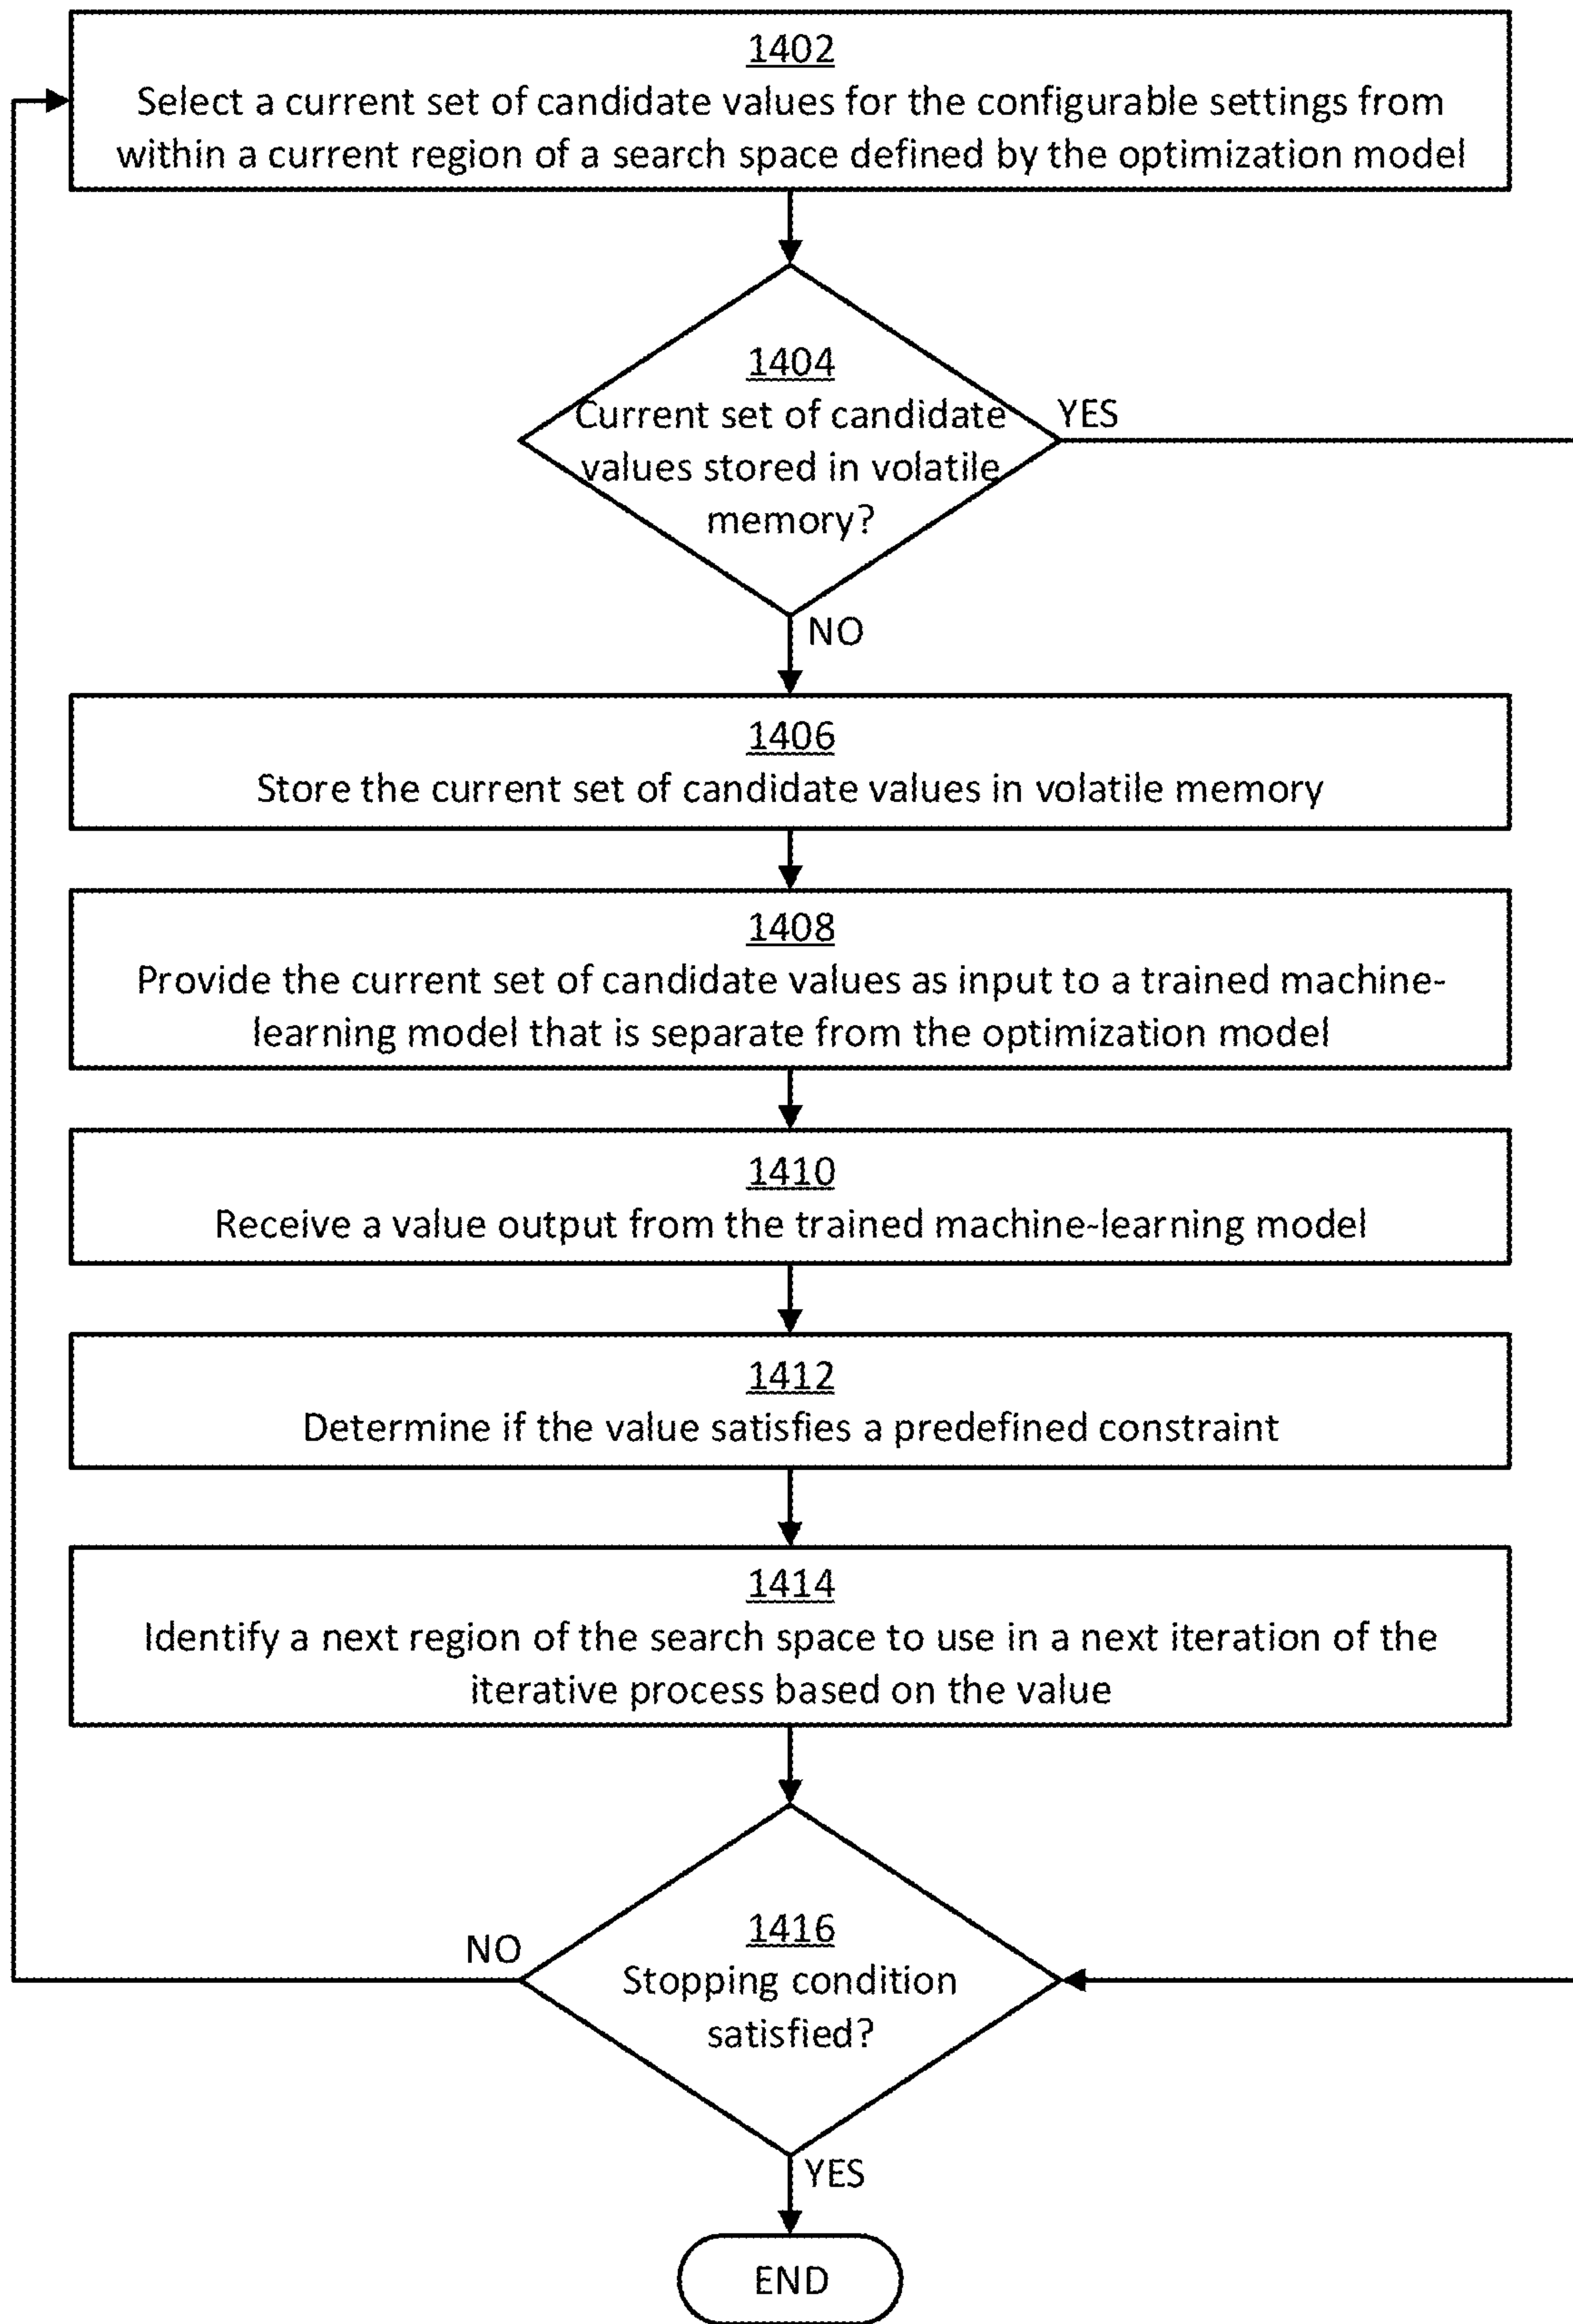 1402
Select a current set of candidate values for the configurable settings from
within a current region of a search space defined by the optimization model
1404
Current set of candidate
values stored in volatile
memory?
YES
NO
1406
Store the current set of candidate values in volatile memory
1408
Provide the current set of candidate values as input to a trained machine-
learning model that is separate from the optimization model
1410
Receive a value output from the trained machine-learning model
1412
Determine if the value satisfies a predefined constraint
1414
Identify a next region of the search space to use in a next iteration of the
iterative process based on the value
NO
1416
Stopping condition
satisfied?
YES
END